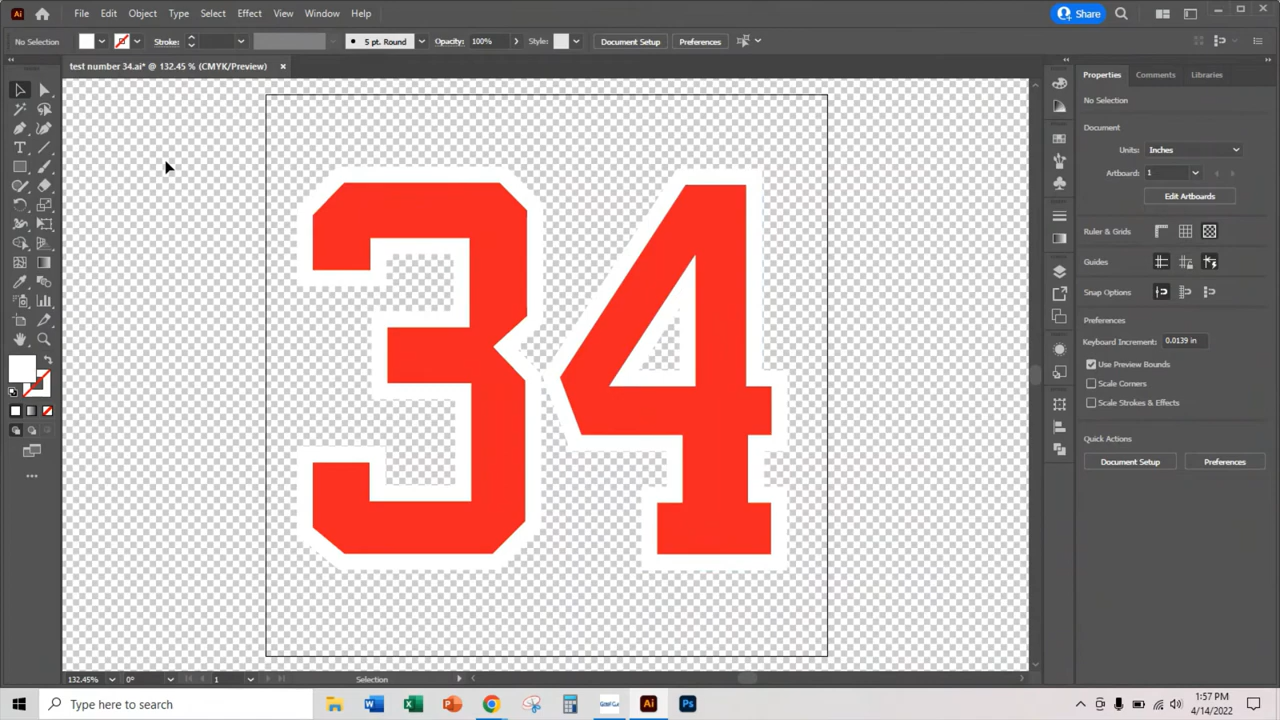 Ai File Edit Object Type Select Effect View Window Help Share
No Selection Stroke: 5 pt. Round Opacity: 100% Style: Document Setup Preferences
test number 34.ai* @ 132.45 % (CMYK/Preview)
Properties Comments Libraries
No Selection
Document
Units: Inches
Artboard: 1
Edit Artboards
Ruler & Grids
Guides
Snap Options
Preferences
Keyboard Increment: 0.0139 in
Use Preview Bounds
Scale Corners
Scale Strokes & Effects
Quick Actions
Document Setup Preferences
34
132.45% 0° 1 Selection
Type here to search
1:57 PM
4/14/2022